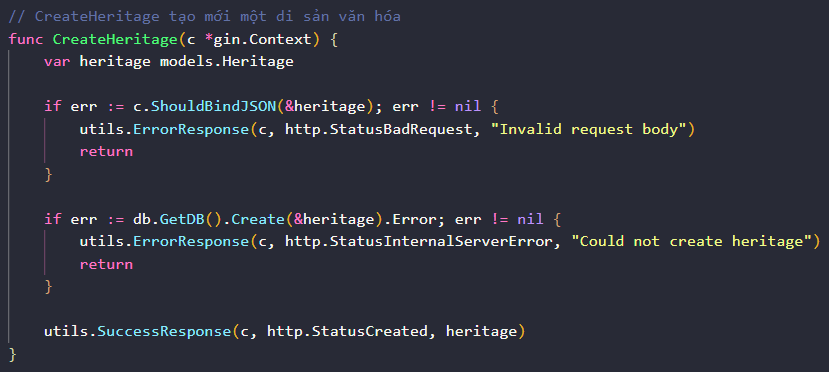 // CreateHeritage tạo mới một di sản văn hóa
func CreateHeritage(c *gin.Context) {
    var heritage models.Heritage

    if err := c.ShouldBindJSON(&heritage); err != nil {
        utils.ErrorResponse(c, http.StatusBadRequest, "Invalid request body")
        return
    }

    if err := db.GetDB().Create(&heritage).Error; err != nil {
        utils.ErrorResponse(c, http.StatusInternalServerError, "Could not create heritage")
        return
    }

    utils.SuccessResponse(c, http.StatusCreated, heritage)
}